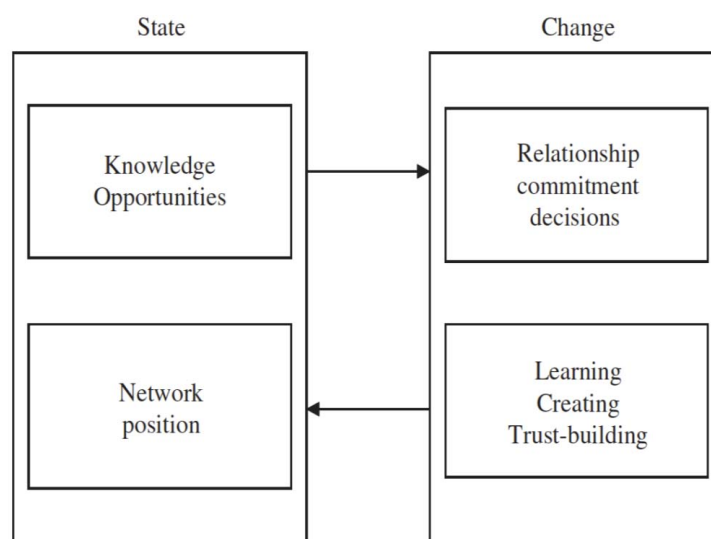 State
Change
Knowledge
Opportunities
Relationship
commitment
decisions
Network
position
Learning
Creating
Trust-building